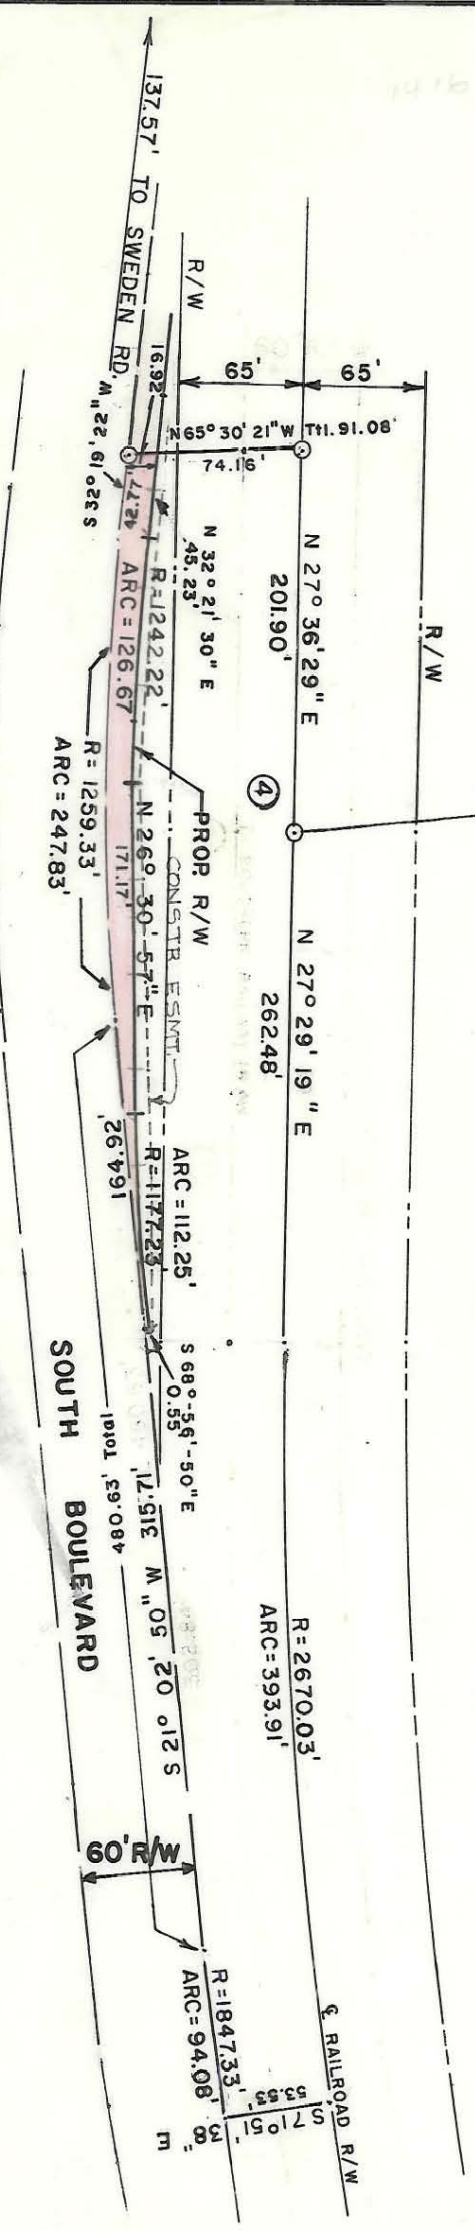 137.57' TO SWEDEN RD.
R/W
65'
65'
R/W
16.92'
N 65° 30' 21" W Ttl. 91.08'
74.16'
S 32° 19' 22" W
42.77'
N 32° 21' 30" E
45.23'
N 27° 36' 29" E
201.90'
R=1242.22'
ARC = 126.67'
R= 1259.33'
ARC = 247.83'
PROP. R/W
4
N 26° 30' 57" E
171.17'
CONSTR ESMT.
N 27° 29' 19" E
262.48'
164.92'
ARC = 112.25'
R=1177.23'
S 68°-56'-50" E
0.55'
480.63' Total
315.71'
S 21° 02' 50" W
SOUTH BOULEVARD
R = 2670.03'
ARC=393.91'
60' R/W
R=1847.33'
ARC = 94.08'
℄ RAILROAD R/W
S 71° 51' 38" E
53.55'